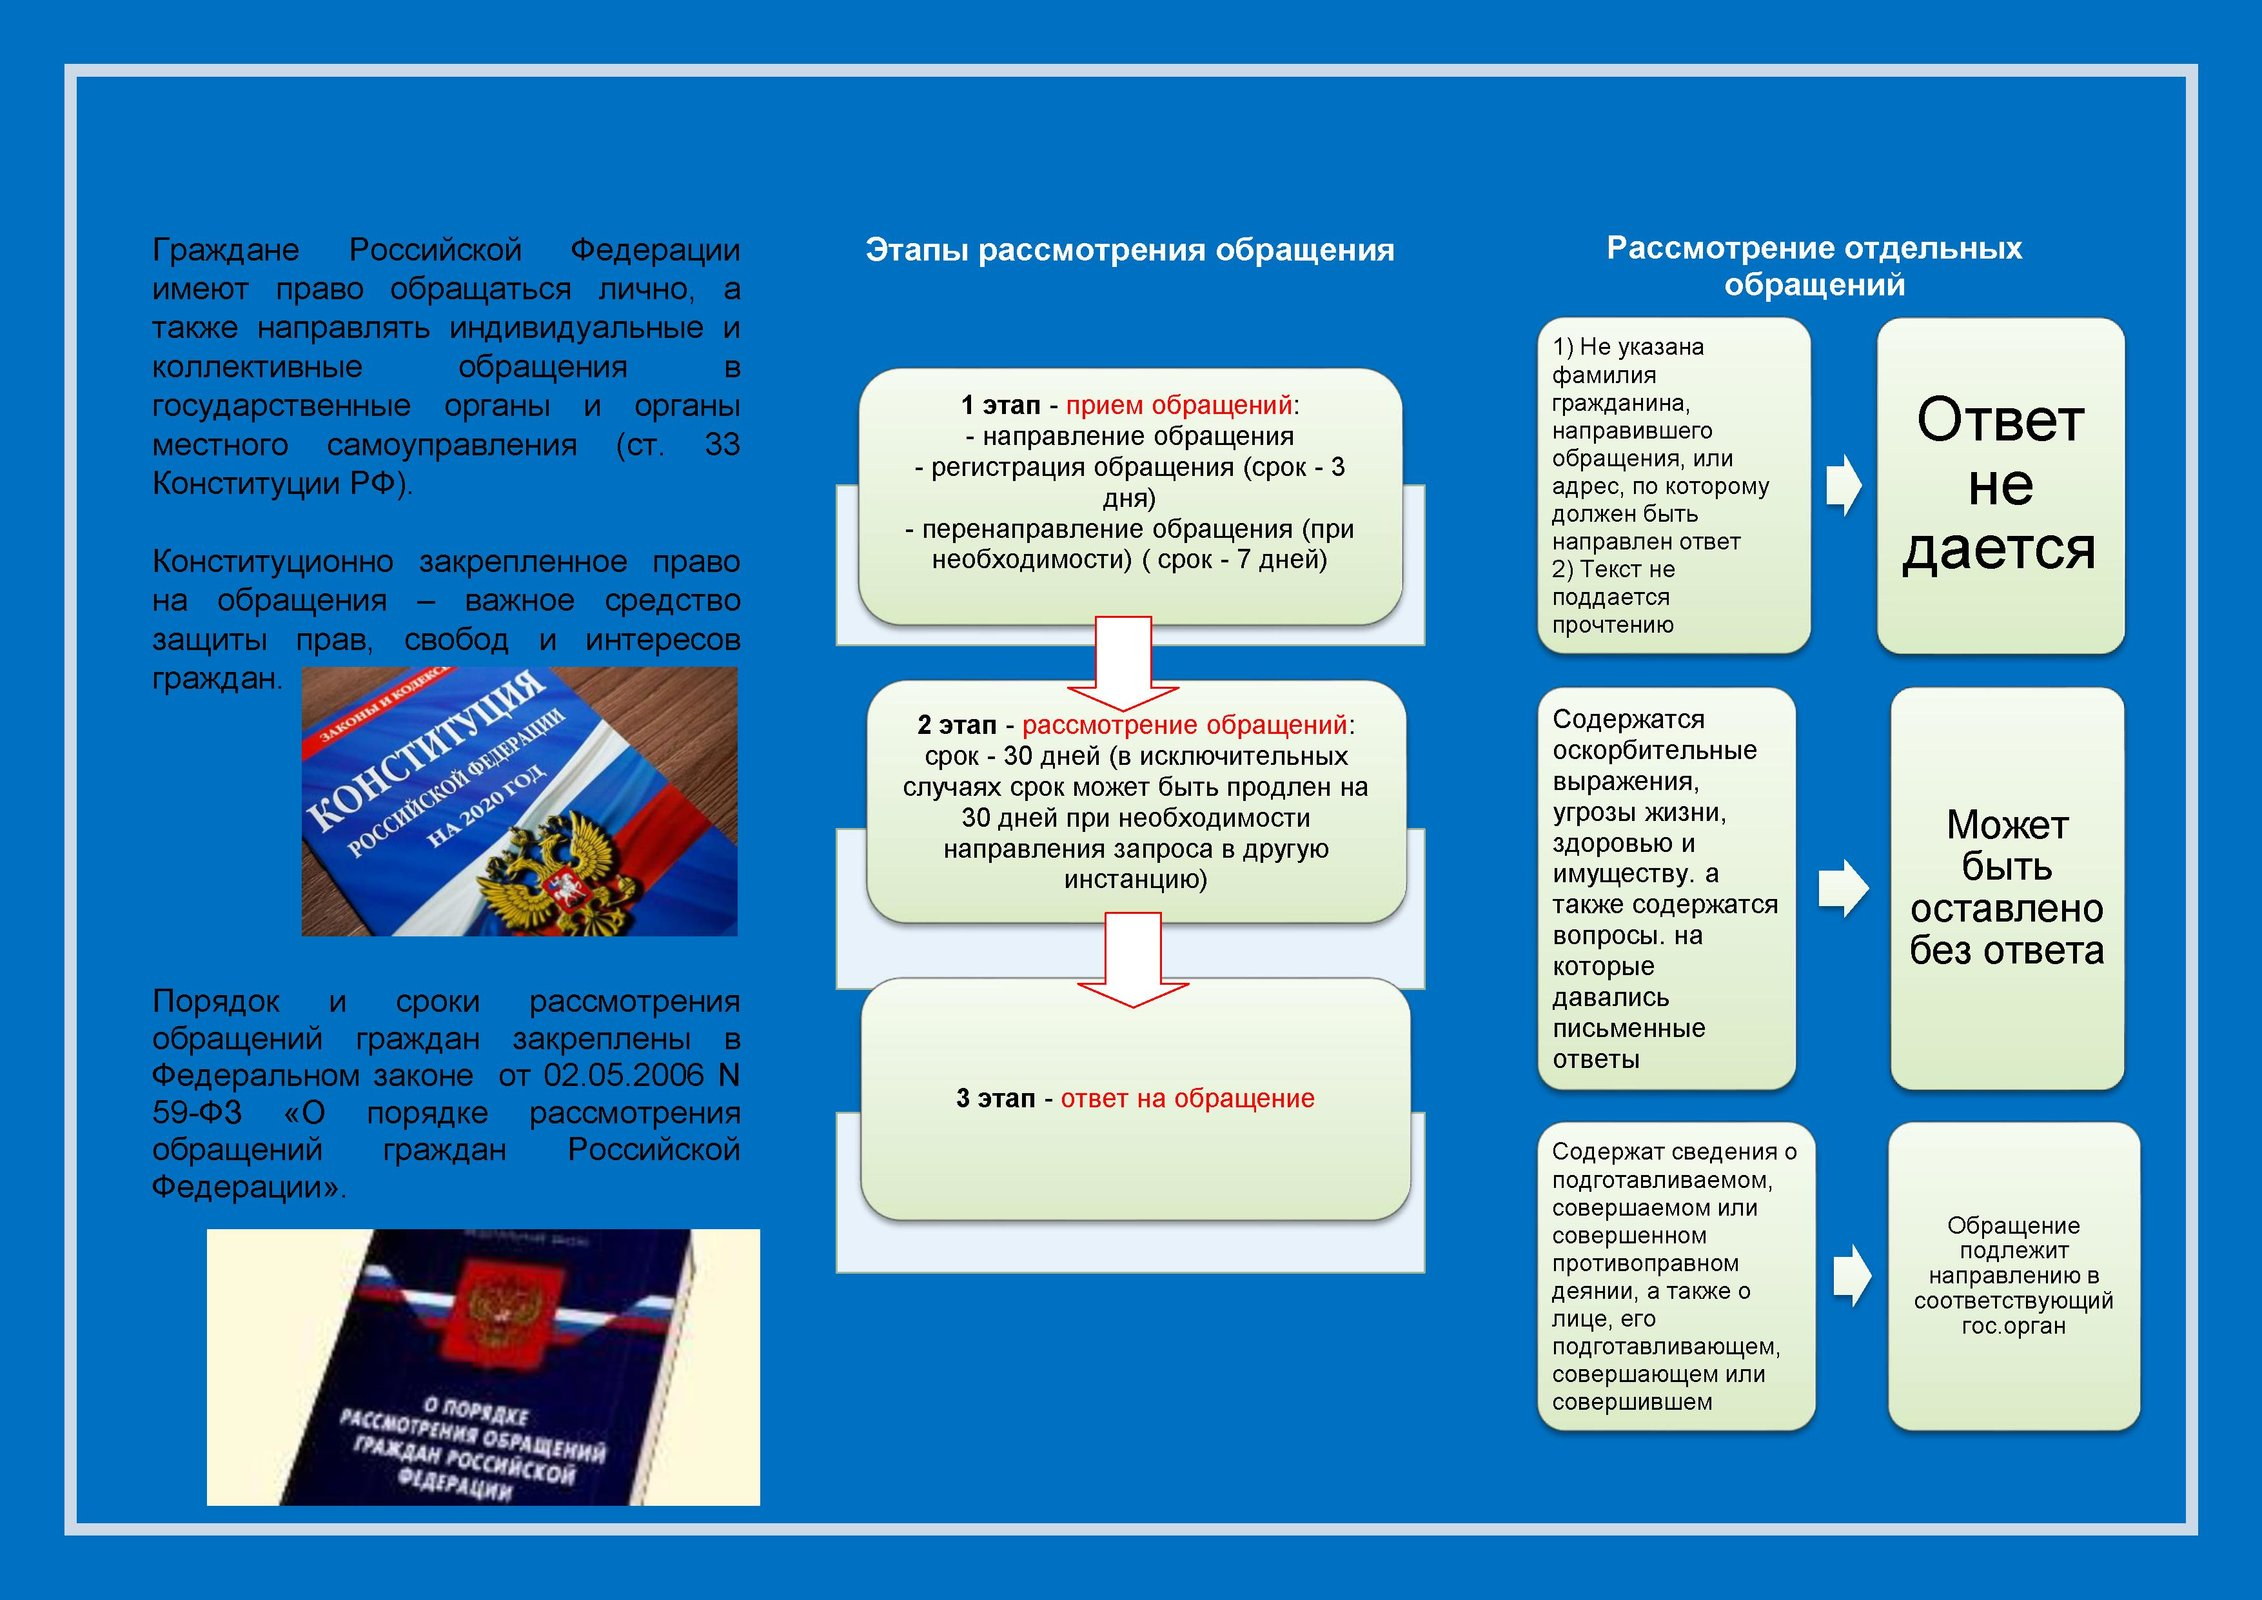 Граждане Российской Федерации
имеют право обращаться лично, а
также направлять индивидуальные и
коллективные обращения в
государственные органы и органы
местного самоуправления (ст. 33
Конституции РФ).
Конституционно закрепленное право
на обращения – важное средство
защиты прав, свобод и интересов
граждан.
ЗАКОНЫ И КОДЕКС
КОНСТИТУЦИЯ
РОССИЙСКОЙ ФЕДЕРАЦИИ
НА 2020 ГОД
Порядок и сроки рассмотрения
обращений граждан закреплены в
Федеральном законе от 02.05.2006 N
59-ФЗ «О порядке рассмотрения
обращений граждан Российской
Федерации».
О ПОРЯДКЕ
РАССМОТРЕНИЯ ОБРАЩЕНИЙ
ГРАЖДАН РОССИЙСКОЙ
ФЕДЕРАЦИИ
Этапы рассмотрения обращения
1 этап - прием обращений:
- направление обращения
- регистрация обращения (срок - 3
дня)
- перенаправление обращения (при
необходимости) ( срок - 7 дней)
2 этап - рассмотрение обращений:
срок - 30 дней (в исключительных
случаях срок может быть продлен на
30 дней при необходимости
направления запроса в другую
инстанцию)
3 этап - ответ на обращение
Рассмотрение отдельных
обращений
1) Не указана
фамилия
гражданина,
направившего
обращения, или
адрес, по которому
должен быть
направлен ответ
2) Текст не
поддается
прочтению
Ответ
не
дается
Содержатся
оскорбительные
выражения,
угрозы жизни,
здоровью и
имуществу. а
также содержатся
вопросы. на
которые
давались
письменные
ответы
Может
быть
оставлено
без ответа
Содержат сведения о
подготавливаемом,
совершаемом или
совершенном
противоправном
деянии, а также о
лице, его
подготавливающем,
совершающем или
совершившем
Обращение
подлежит
направлению в
соответствующий
гос.орган